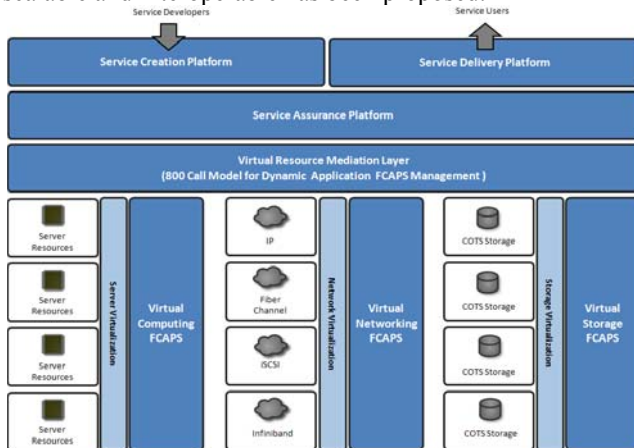 Service Developers
Service Users
Service Creation Platform
Service Delivery Platform
Service Assurance Platform
Virtual Resource Mediation Layer
(800 Call Model for Dynamic Application FCAPS Management )
Server
Resources
Server
Resources
Server
Resources
Server
Resources
Server Virtualization
Virtual
Computing
FCAPS
IP
Fiber
Channel
iSCSI
Infiniband
Network Virtualization
Virtual
Networking
FCAPS
COTS Storage
COTS Storage
COTS Storage
COTS Storage
Storage Virtualization
Virtual
Storage
FCAPS